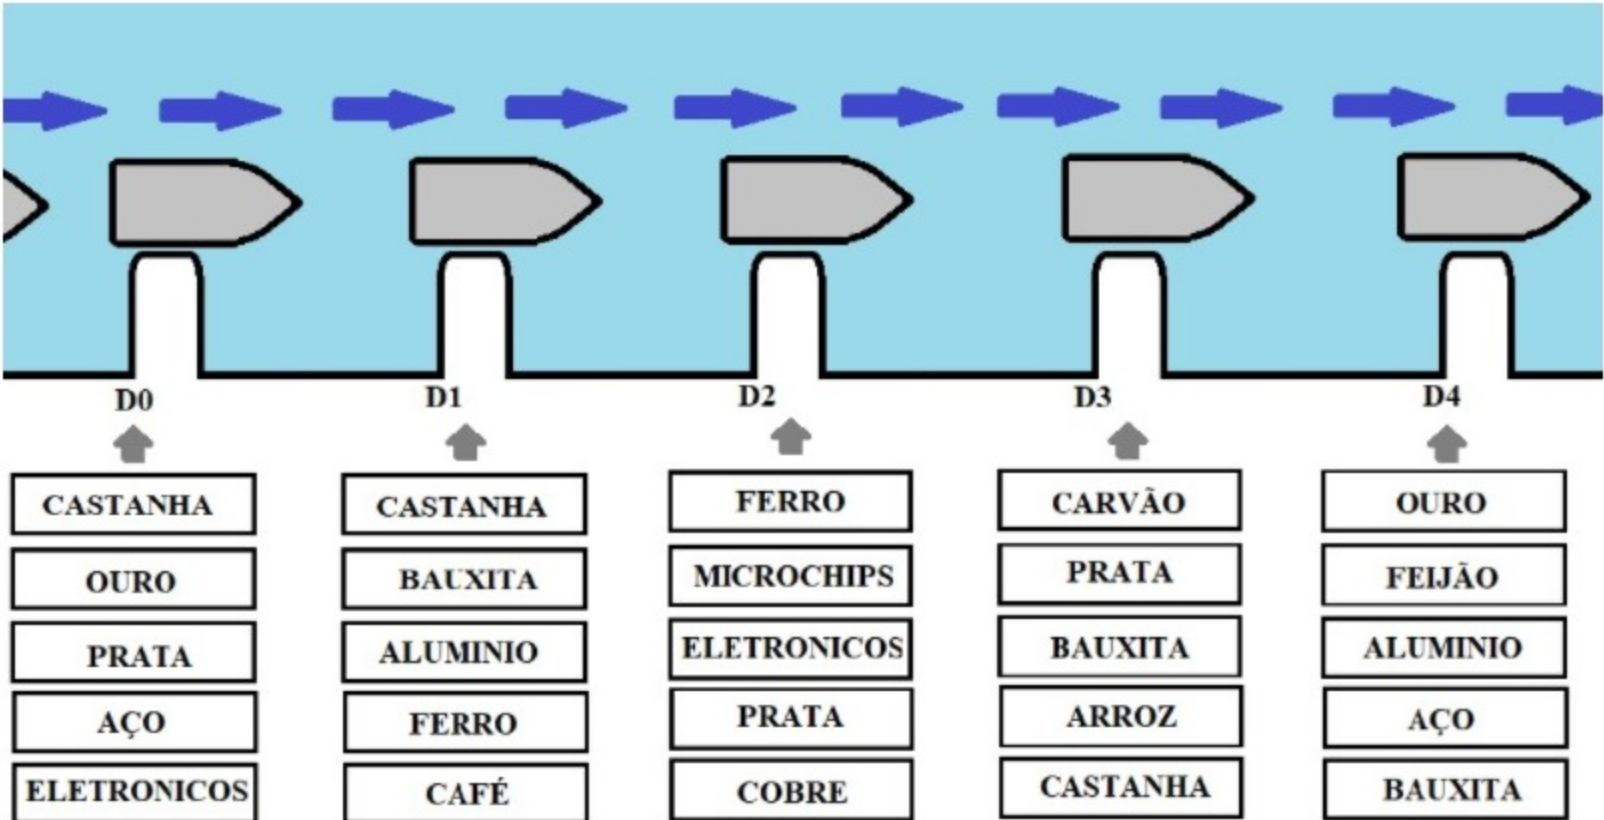 D0 D1 D2 D3 D4
CASTANHA CASTANHA FERRO CARVÃO OURO
OURO BAUXITA MICROCHIPS PRATA FEIJÃO
PRATA ALUMINIO ELETRONICOS BAUXITA ALUMINIO
AÇO FERRO PRATA ARROZ AÇO
ELETRONICOS CAFÉ COBRE CASTANHA BAUXITA